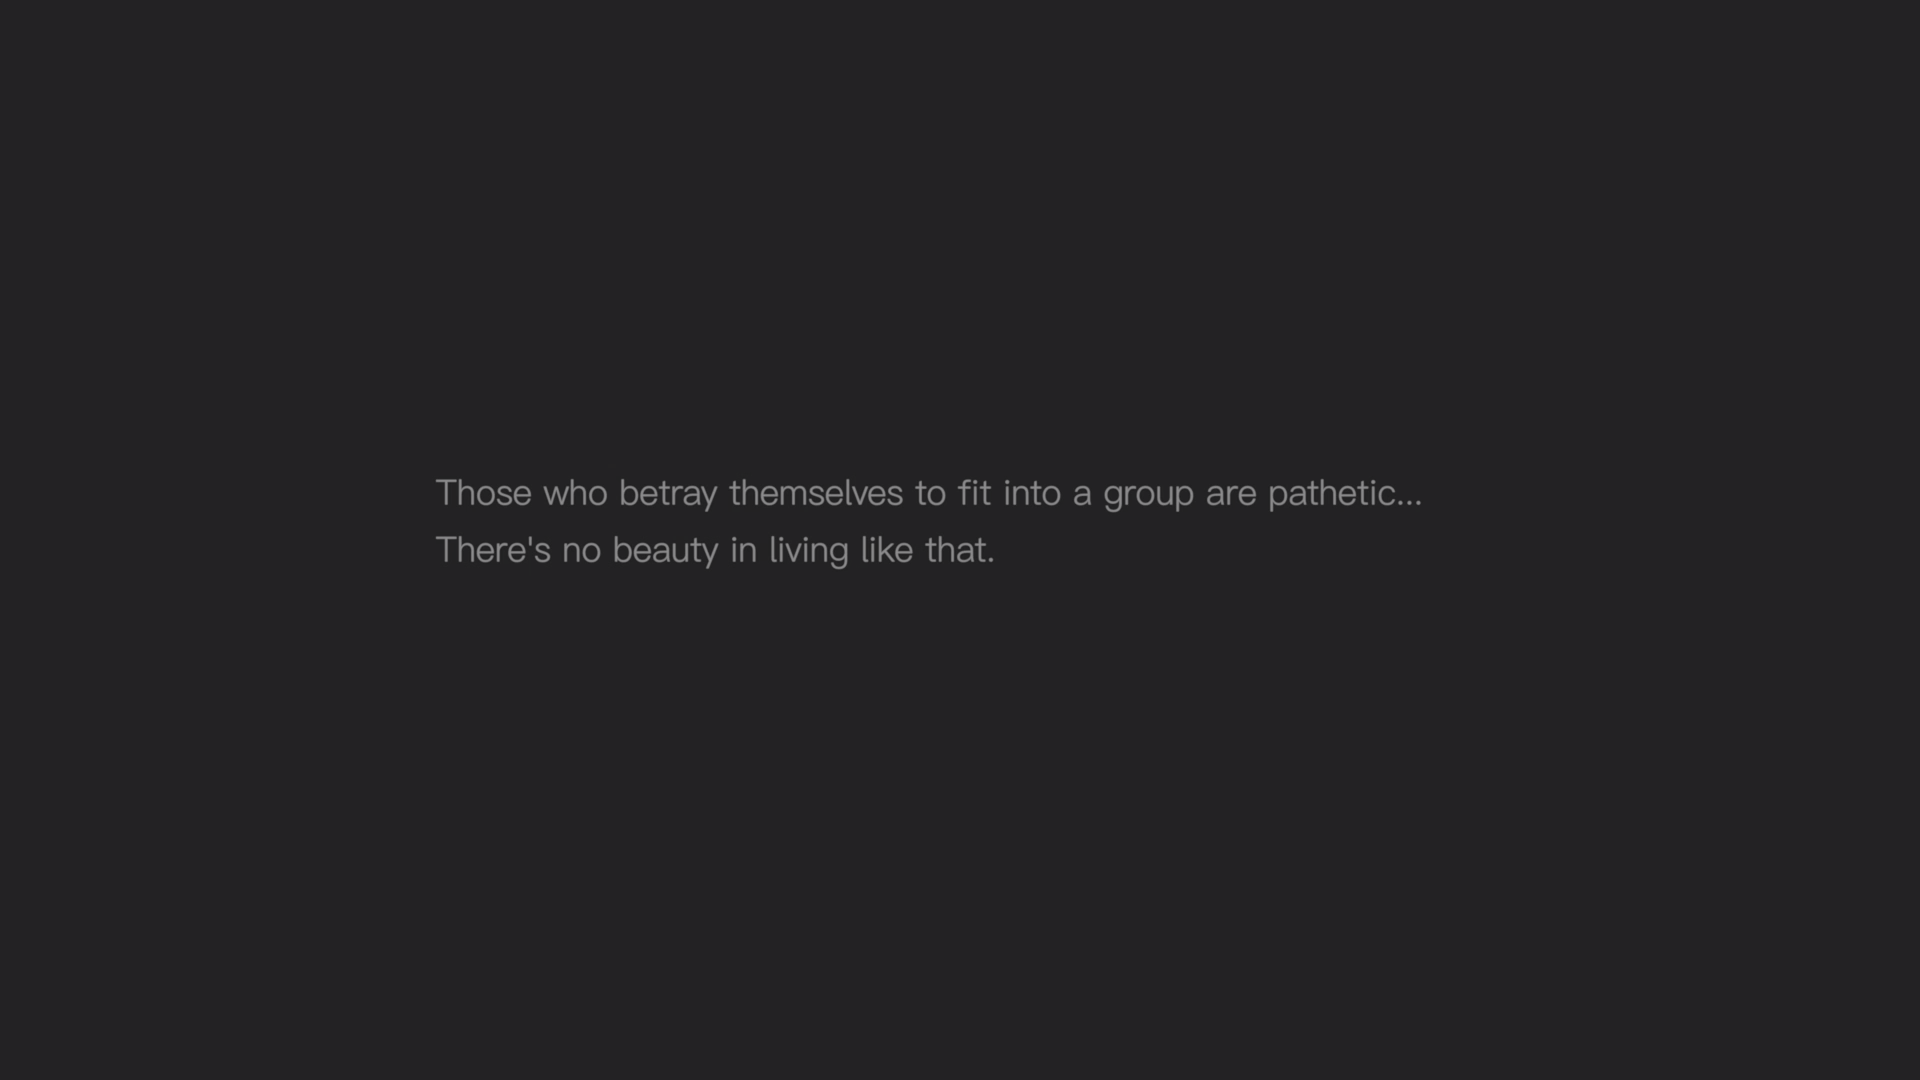 Those who betray themselves to fit into a group are pathetic...
There's no beauty in living like that.